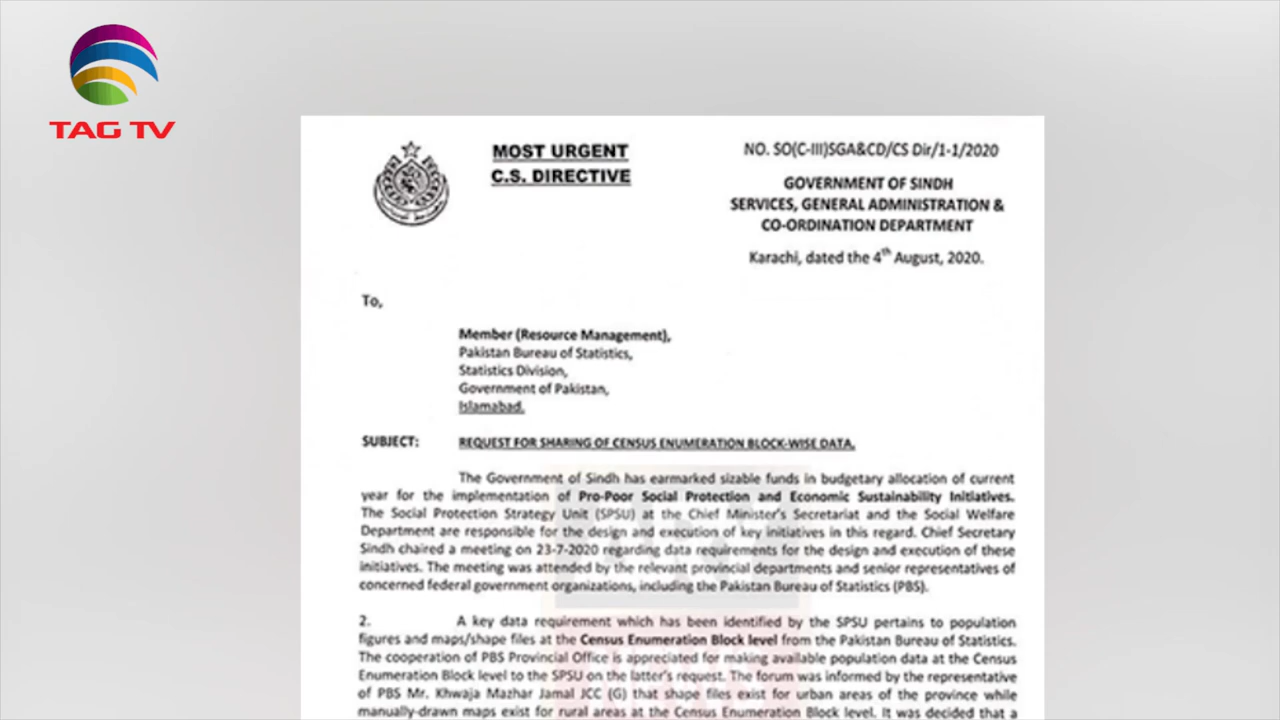 TAG TV
MOST URGENT
C.S. DIRECTIVE
NO. SO(C-III)SGA&CD/CS Dir/1-1/2020
GOVERNMENT OF SINDH
SERVICES, GENERAL ADMINISTRATION &
CO-ORDINATION DEPARTMENT
Karachi, dated the 4th August, 2020.
To,
Member (Resource Management),
Pakistan Bureau of Statistics,
Statistics Division,
Government of Pakistan,
Islamabad.
SUBJECT: REQUEST FOR SHARING OF CENSUS ENUMERATION BLOCK-WISE DATA.
The Government of Sindh has earmarked sizable funds in budgetary allocation of current
year for the implementation of Pro-Poor Social Protection and Economic Sustainability Initiatives.
The Social Protection Strategy Unit (SPSU) at the Chief Minister's Secretariat and the Social Welfare
Department are responsible for the design and execution of key initiatives in this regard. Chief Secretary
Sindh chaired a meeting on 23-7-2020 regarding data requirements for the design and execution of these
initiatives. The meeting was attended by the relevant provincial departments and senior representatives of
concerned federal government organizations, including the Pakistan Bureau of Statistics (PBS).
2. A key data requirement which has been identified by the SPSU pertains to population
figures and maps/shape files at the Census Enumeration Block level from the Pakistan Bureau of Statistics.
The cooperation of PBS Provincial Office is appreciated for making available population data at the Census
Enumeration Block level to the SPSU on the latter's request. The forum was informed by the representative
of PBS Mr. Khwaja Mazhar Jamal JCC (G) that shape files exist for urban areas of the province while
manually-drawn maps exist for rural areas at the Census Enumeration Block level. It was decided that a